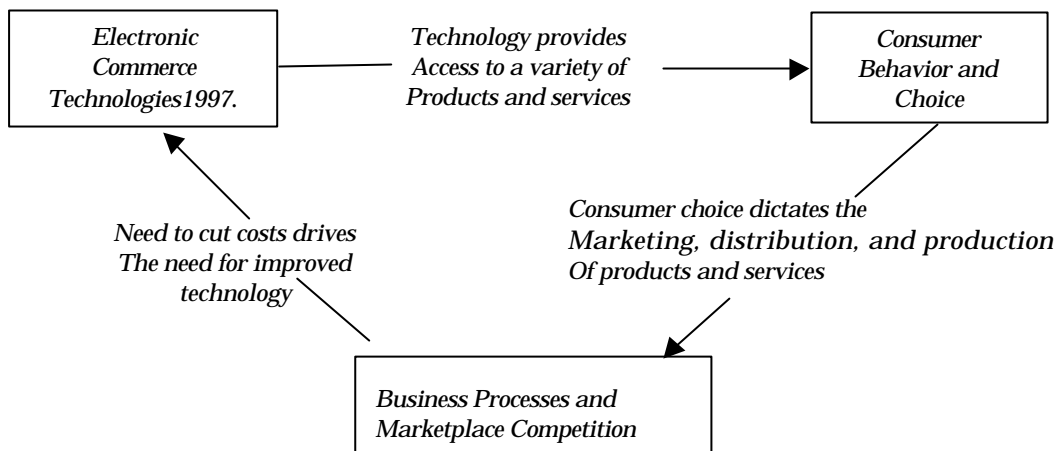 Electronic
Commerce
Technologies1997.
Technology provides
Access to a variety of
Products and services
Consumer
Behavior and
Choice
Need to cut costs drives
The need for improved
technology
Consumer choice dictates the
Marketing, distribution, and production
Of products and services
Business Processes and
Marketplace Competition